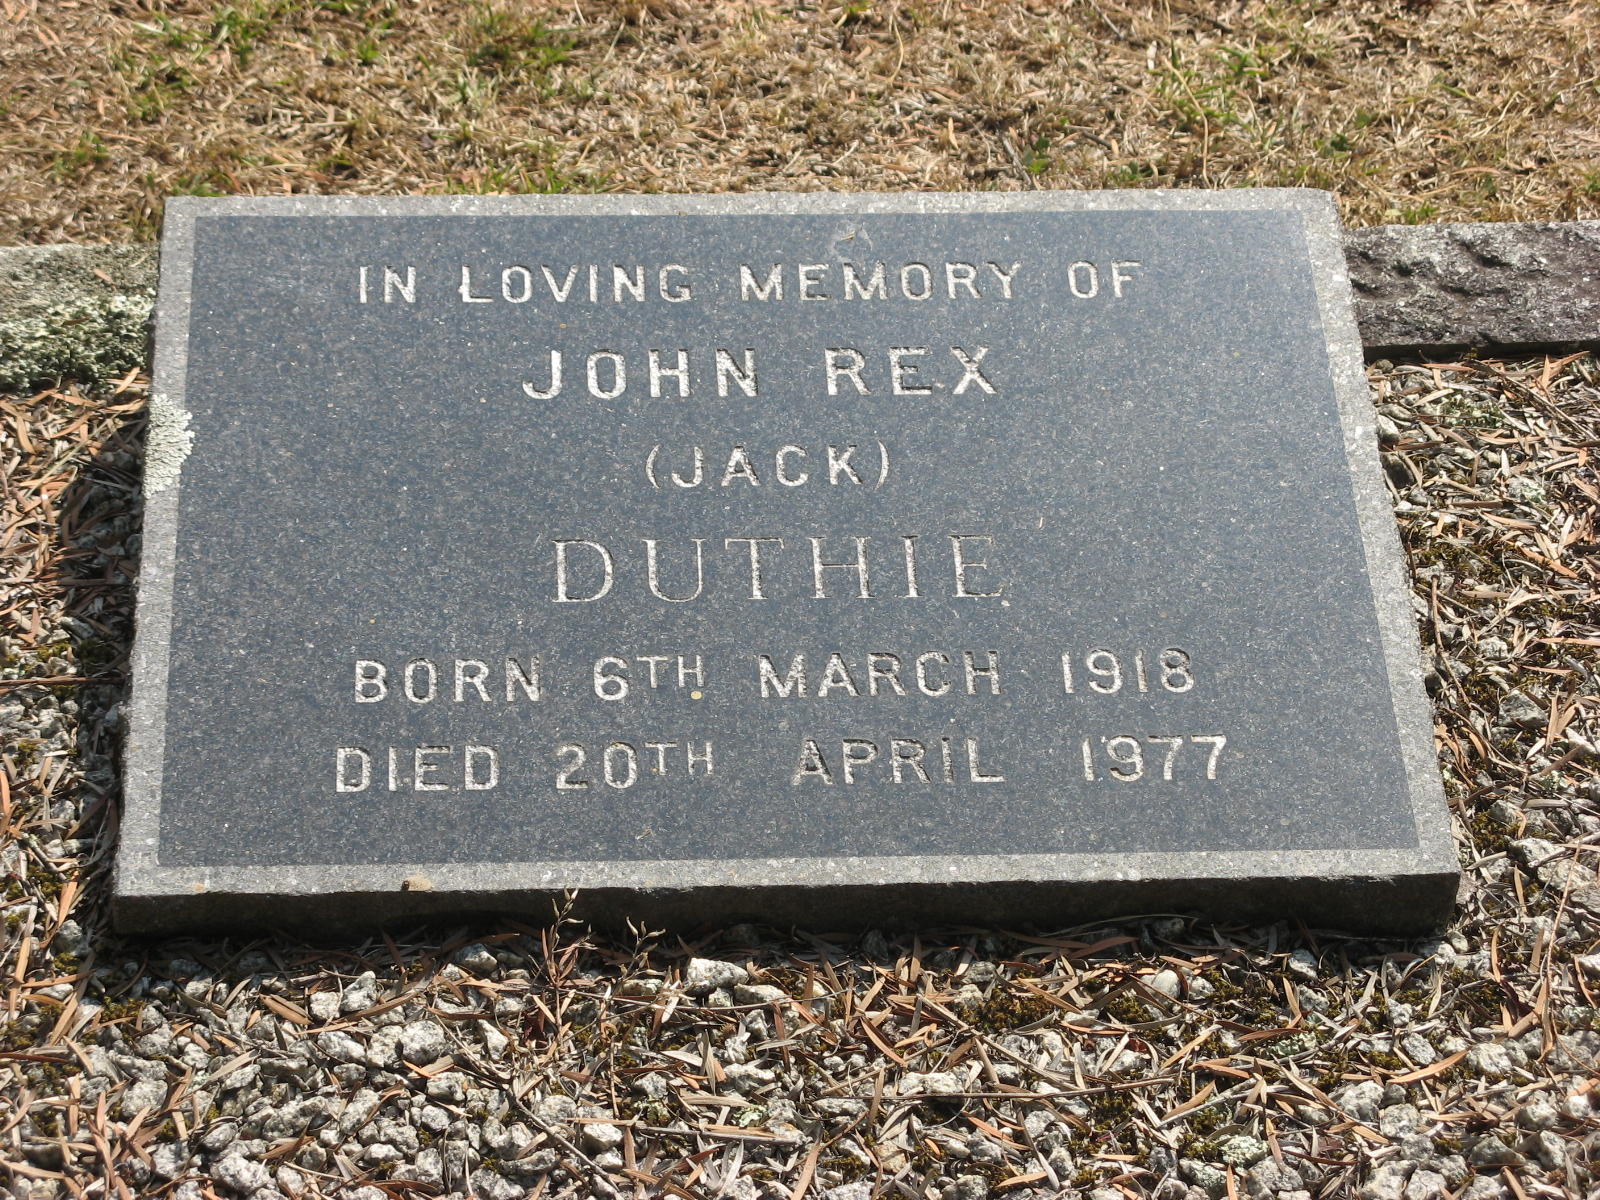 IN LOVING MEMORY OF
JOHN REX
(JACK)
DUTHIE
BORN 6TH MARCH 1918
DIED 20TH APRIL 1977